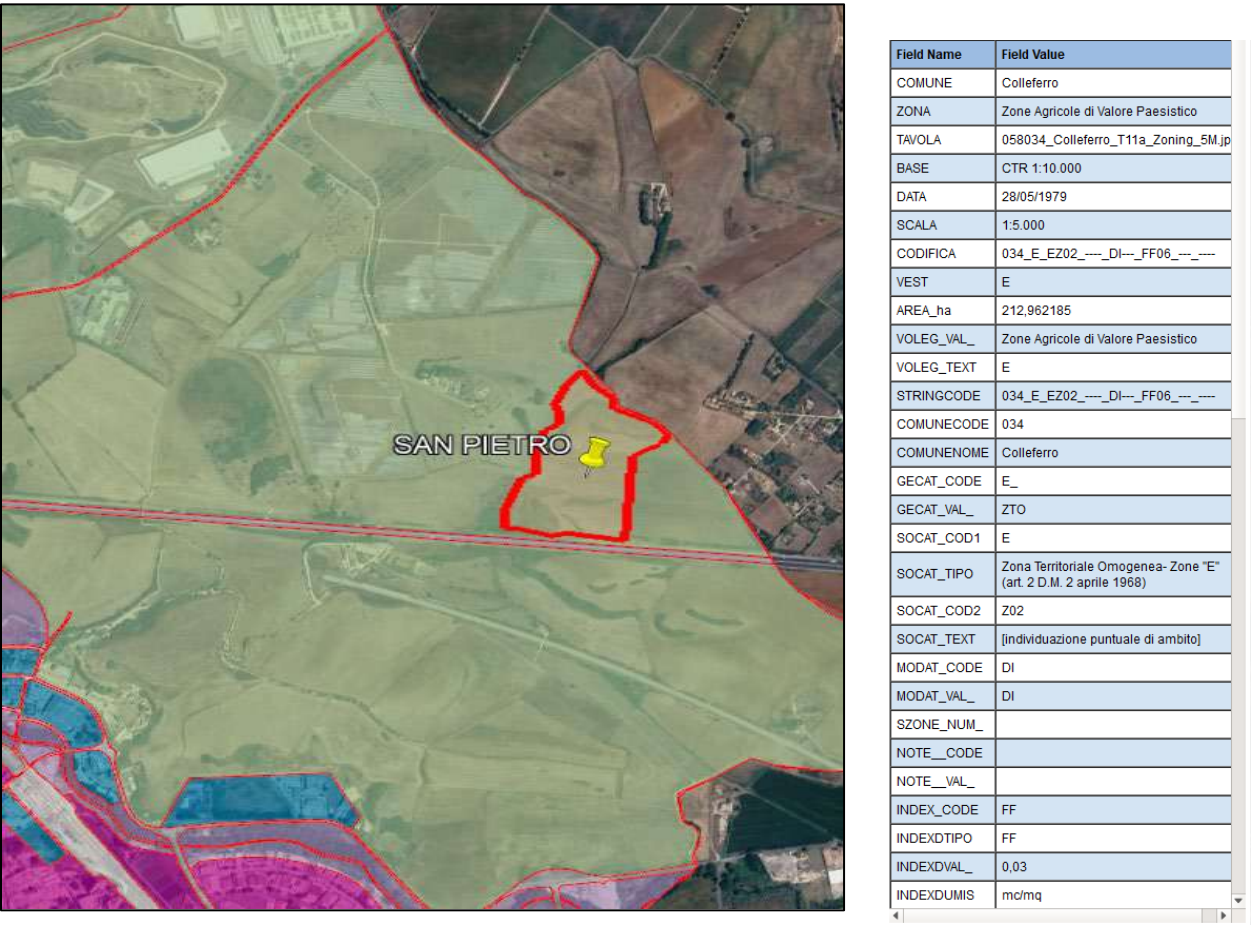 SAN PIETRO
Field Name Field Value
COMUNE Colleferro
ZONA Zone Agricole di Valore Paesistico
TAVOLA 058034_Colleferro_T11a_Zoning_5M.jp
BASE CTR 1:10.000
DATA 28/05/1979
SCALA 1:5.000
CODIFICA 034_E_EZ02_----_DI---_FF06_---_----
VEST E
AREA_ha 212,962185
VOLEG_VAL_ Zone Agricole di Valore Paesistico
VOLEG_TEXT E
STRINGCODE 034_E_EZ02_----_DI---_FF06_---_----
COMUNECODE 034
COMUNENOME Colleferro
GECAT_CODE E_
GECAT_VAL_ ZTO
SOCAT_COD1 E
SOCAT_TIPO Zona Territoriale Omogenea- Zone "E"
(art. 2 D.M. 2 aprile 1968)
SOCAT_COD2 Z02
SOCAT_TEXT [individuazione puntuale di ambito]
MODAT_CODE DI
MODAT_VAL_ DI
SZONE_NUM_
NOTE__CODE
NOTE__VAL_
INDEX_CODE FF
INDEXDTIPO FF
INDEXDVAL_ 0,03
INDEXDUMIS mc/mq